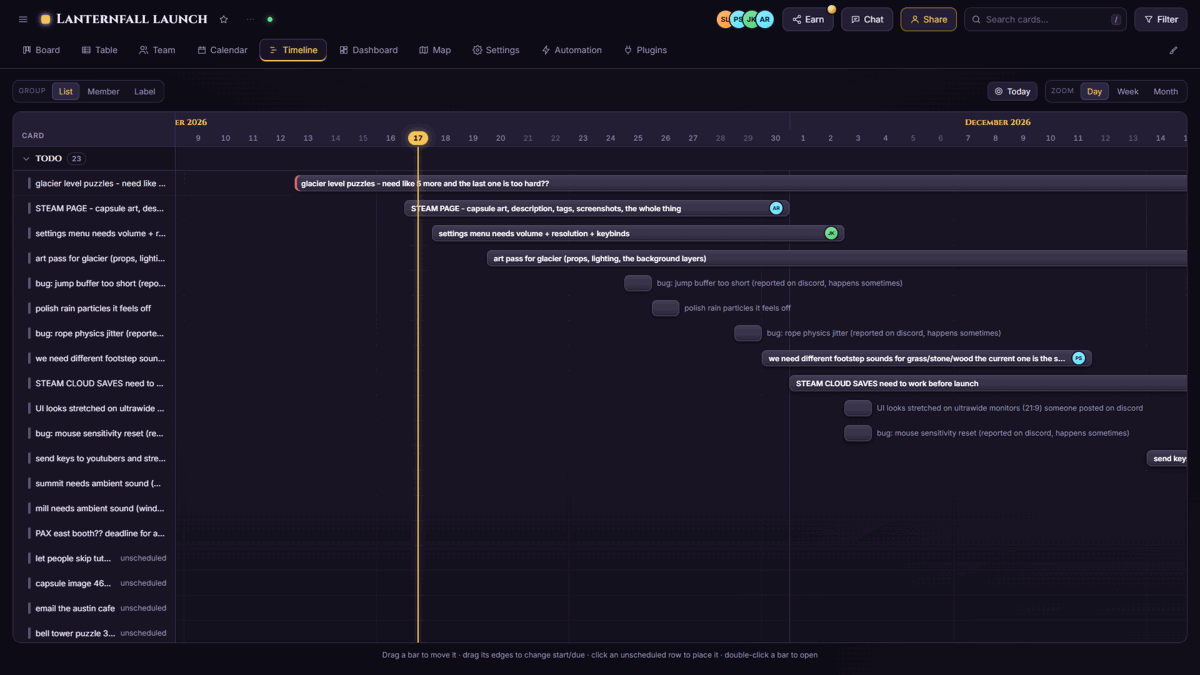 LANTERNFALL LAUNCH
SL PS JK AR
Earn
Chat
Share
Search cards... /
Filter
Board Table Team Calendar Timeline Dashboard Map Settings Automation Plugins
GROUP List Member Label
Today
ZOOM Day Week Month
CARD
ER 2026
DECEMBER 2026
9 10 11 12 13 14 15 16 17 18 19 20 21 22 23 24 25 26 27 28 29 30 1 2 3 4 5 6 7 8 9 10 11 12 13 14
TODO 23
glacier level puzzles - need like ...
glacier level puzzles - need like 5 more and the last one is too hard??
STEAM PAGE - capsule art, des...
STEAM PAGE - capsule art, description, tags, screenshots, the whole thing AR
settings menu needs volume + r...
settings menu needs volume + resolution + keybinds JK
art pass for glacier (props, lighti...
art pass for glacier (props, lighting, the background layers)
bug: jump buffer too short (repo...
bug: jump buffer too short (reported on discord, happens sometimes)
polish rain particles it feels off
polish rain particles it feels off
bug: rope physics jitter (reporte...
bug: rope physics jitter (reported on discord, happens sometimes)
we need different footstep soun...
we need different footstep sounds for grass/stone/wood the current one is the s... PS
STEAM CLOUD SAVES need to ...
STEAM CLOUD SAVES need to work before launch
UI looks stretched on ultrawide ...
UI looks stretched on ultrawide monitors (21:9) someone posted on discord
bug: mouse sensitivity reset (re...
bug: mouse sensitivity reset (reported on discord, happens sometimes)
send keys to youtubers and stre...
send key
summit needs ambient sound (...
mill needs ambient sound (wind...
PAX east booth?? deadline for a...
let people skip tut... unscheduled
capsule image 46... unscheduled
email the austin cafe unscheduled
bell tower puzzle 3... unscheduled
Drag a bar to move it · drag its edges to change start/due · click an unscheduled row to place it · double-click a bar to open